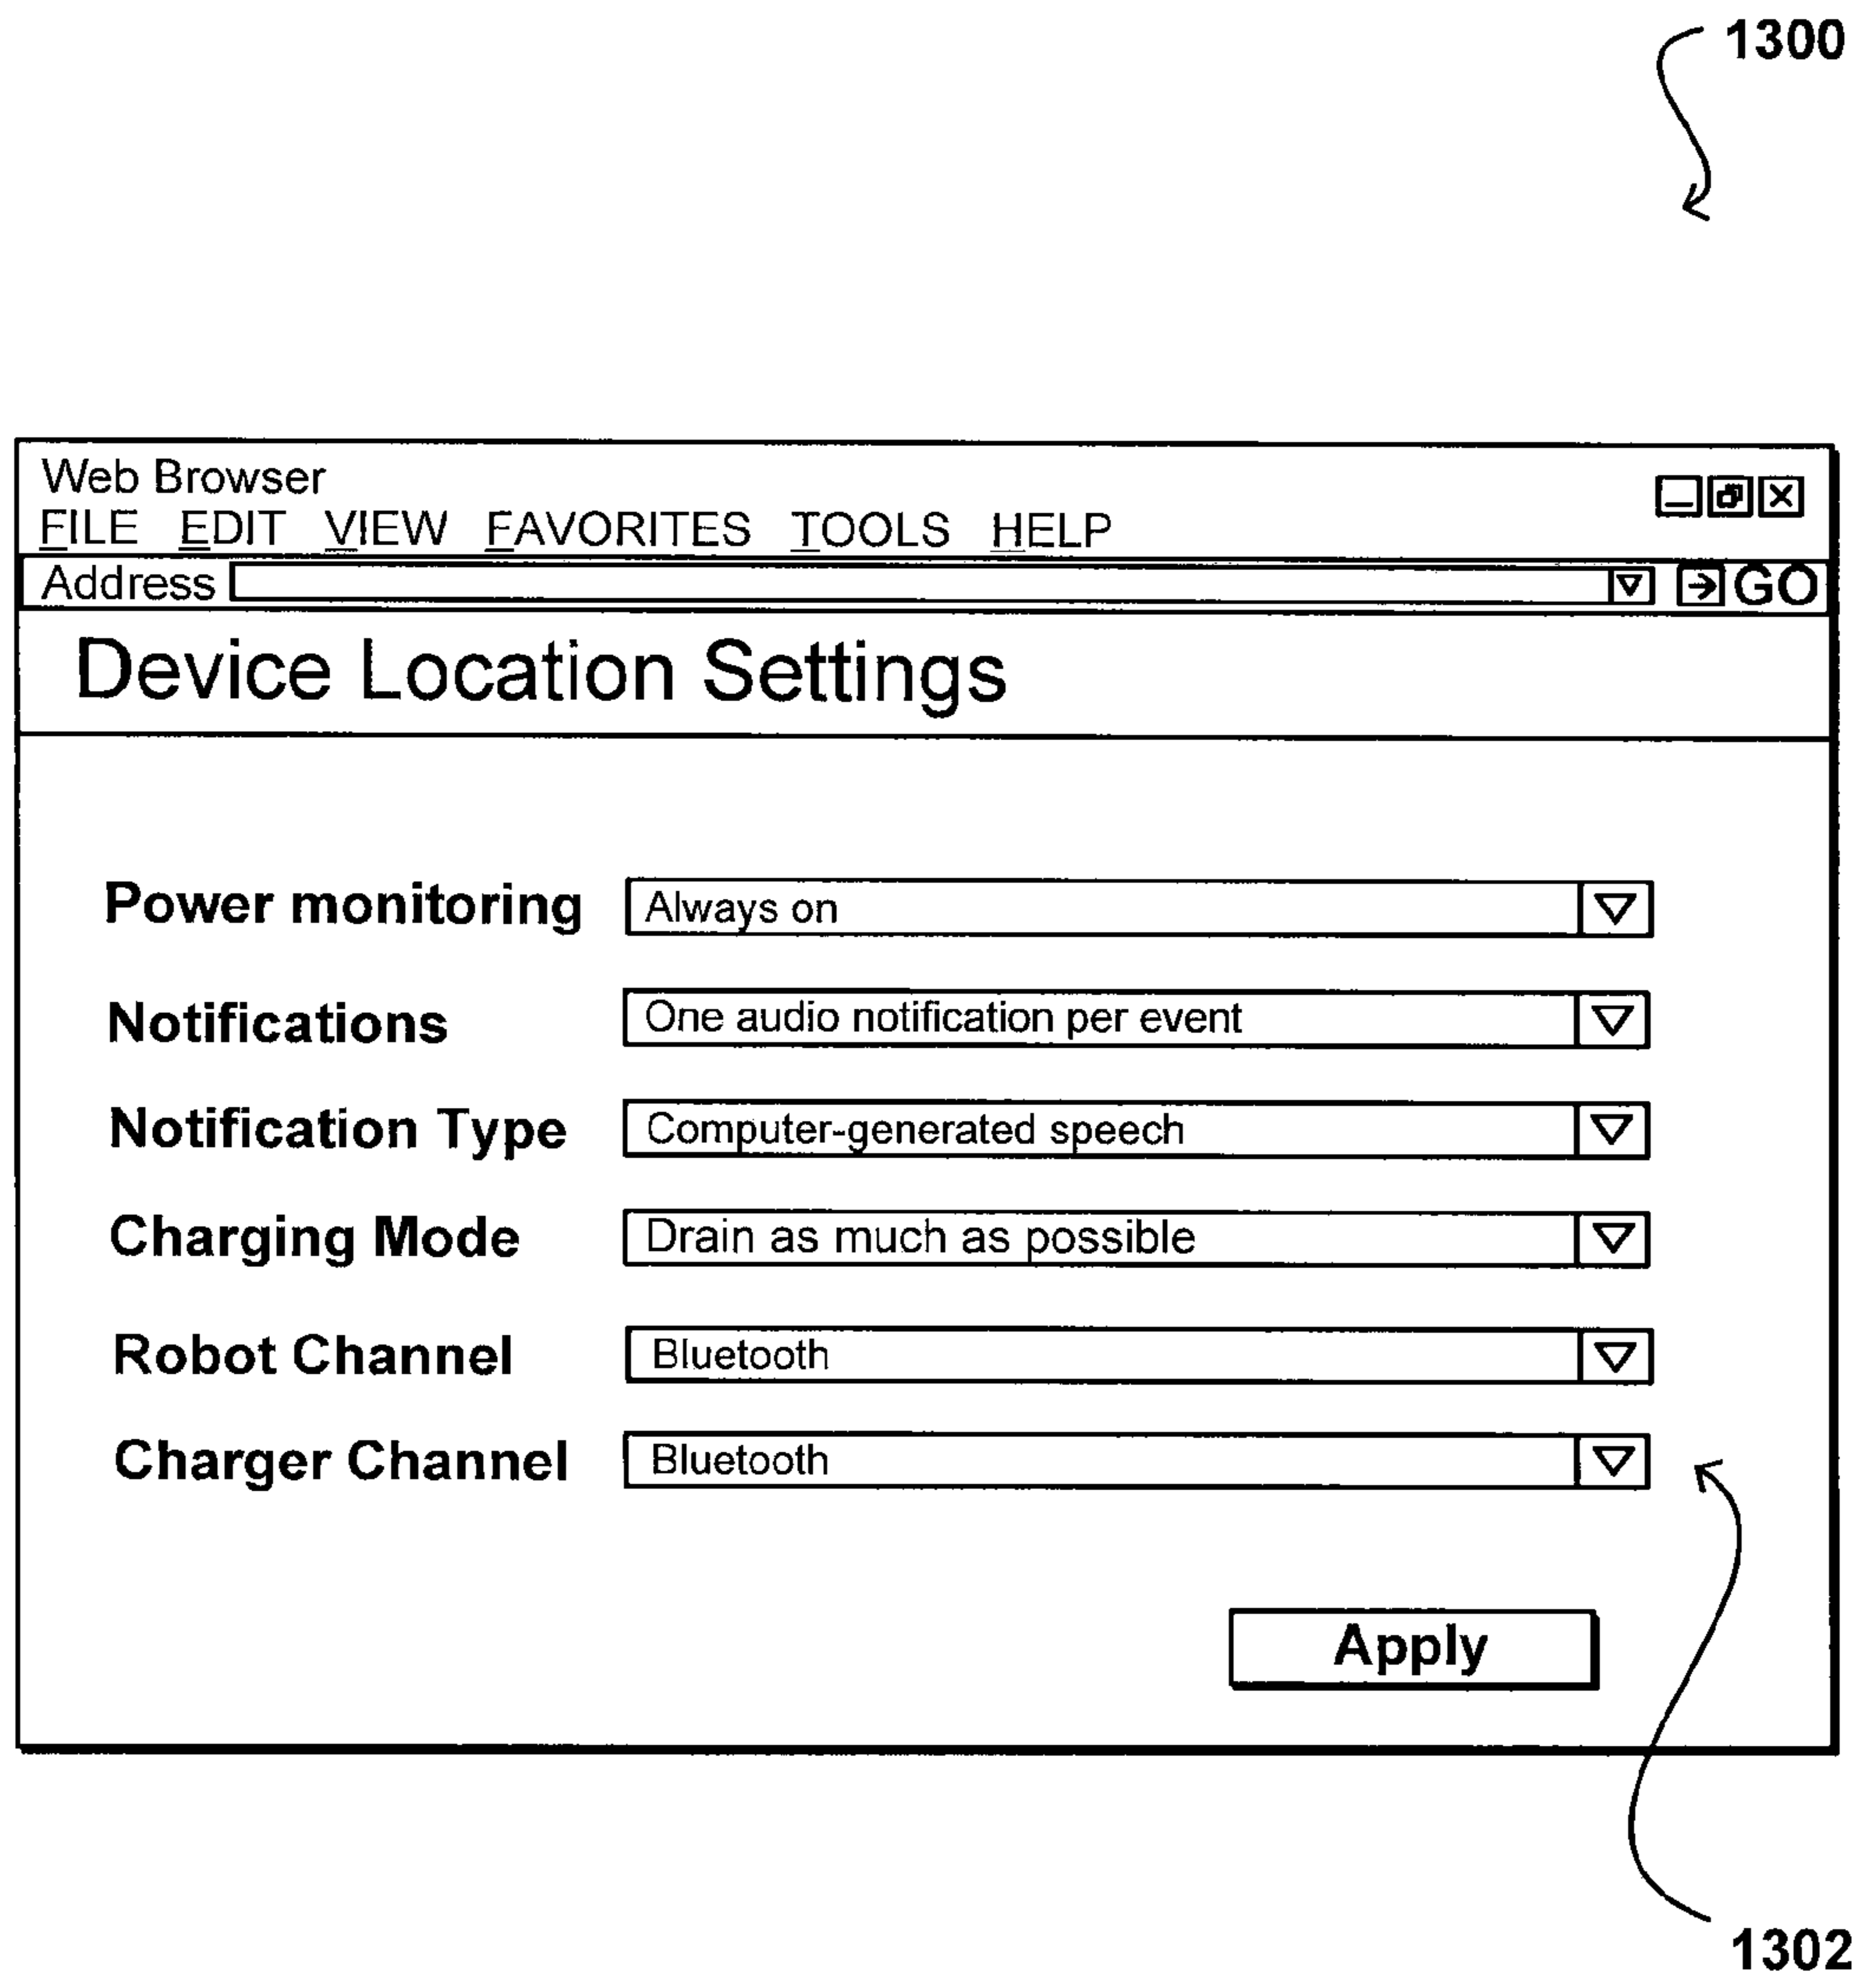 1300
Web Browser
FILE EDIT VIEW FAVORITES TOOLS HELP
Address GO
Device Location Settings
Power monitoring Always on
Notifications One audio notification per event
Notification Type Computer-generated speech
Charging Mode Drain as much as possible
Robot Channel Bluetooth
Charger Channel Bluetooth
Apply
1302